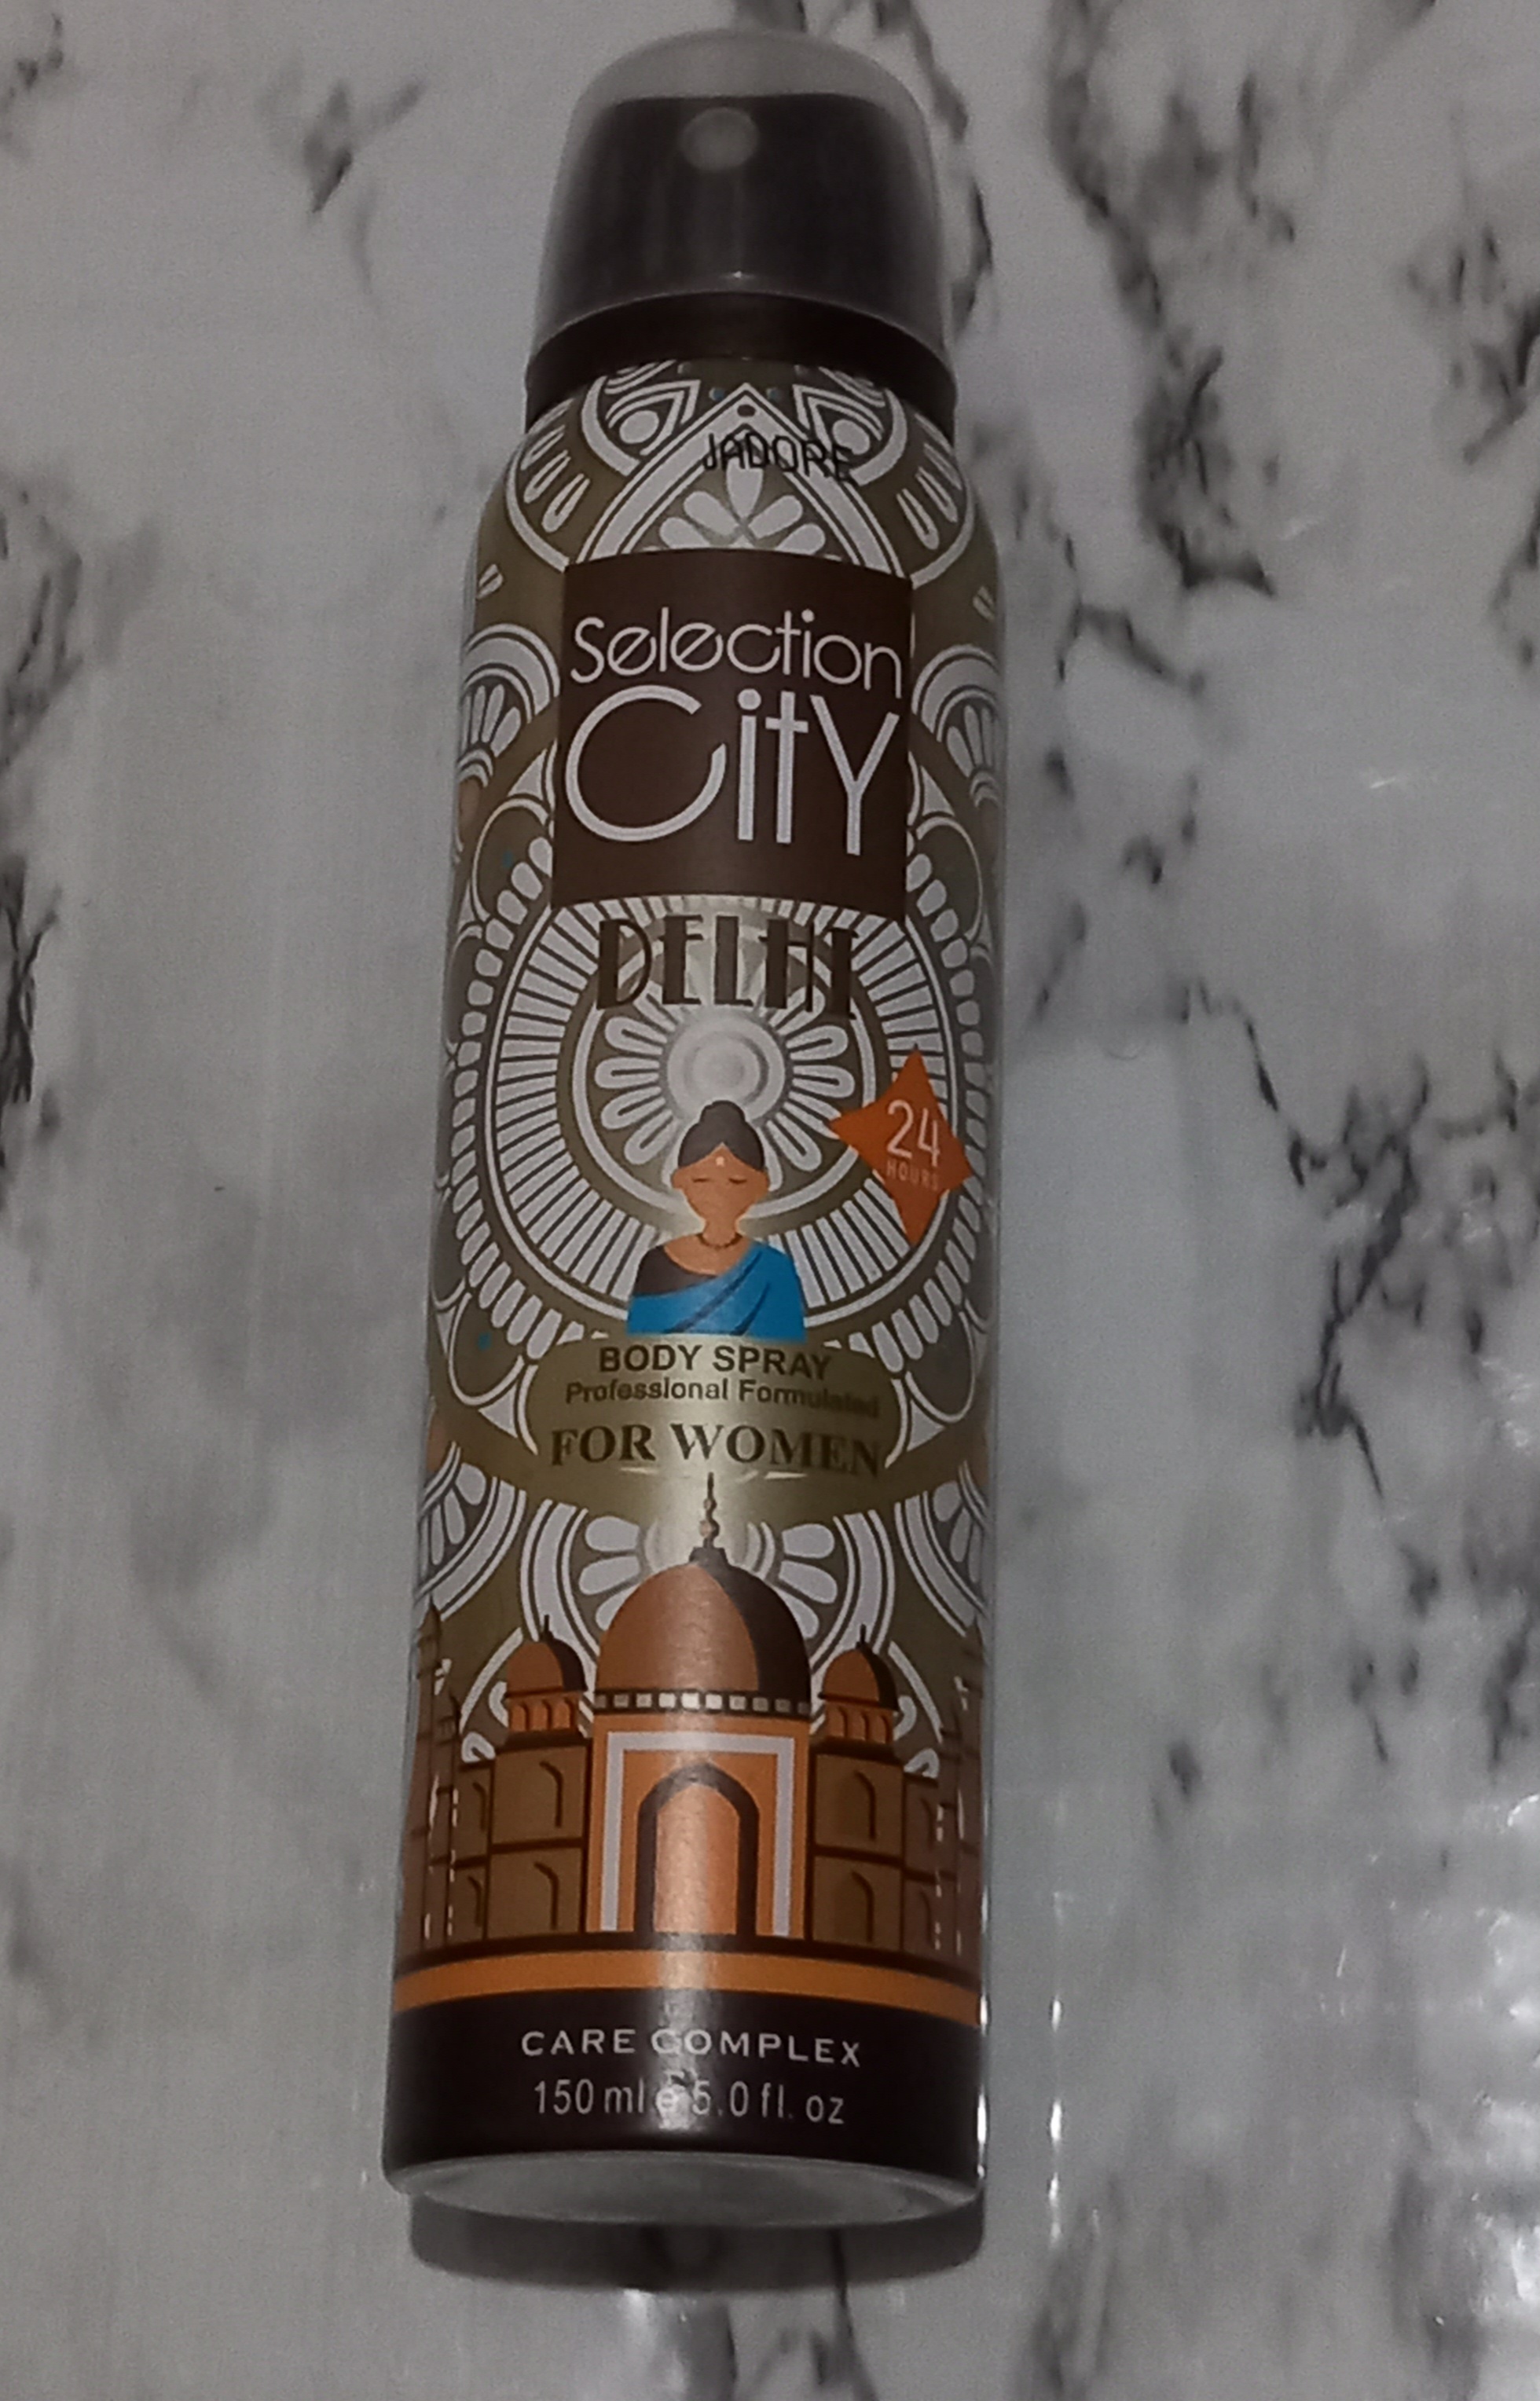 JADORE
Selection
City
DELHI
24
HOURS
BODY SPRAY
Professional Formulated
FOR WOMEN
CARE COMPLEX
150 ml e 5.0 fl. oz